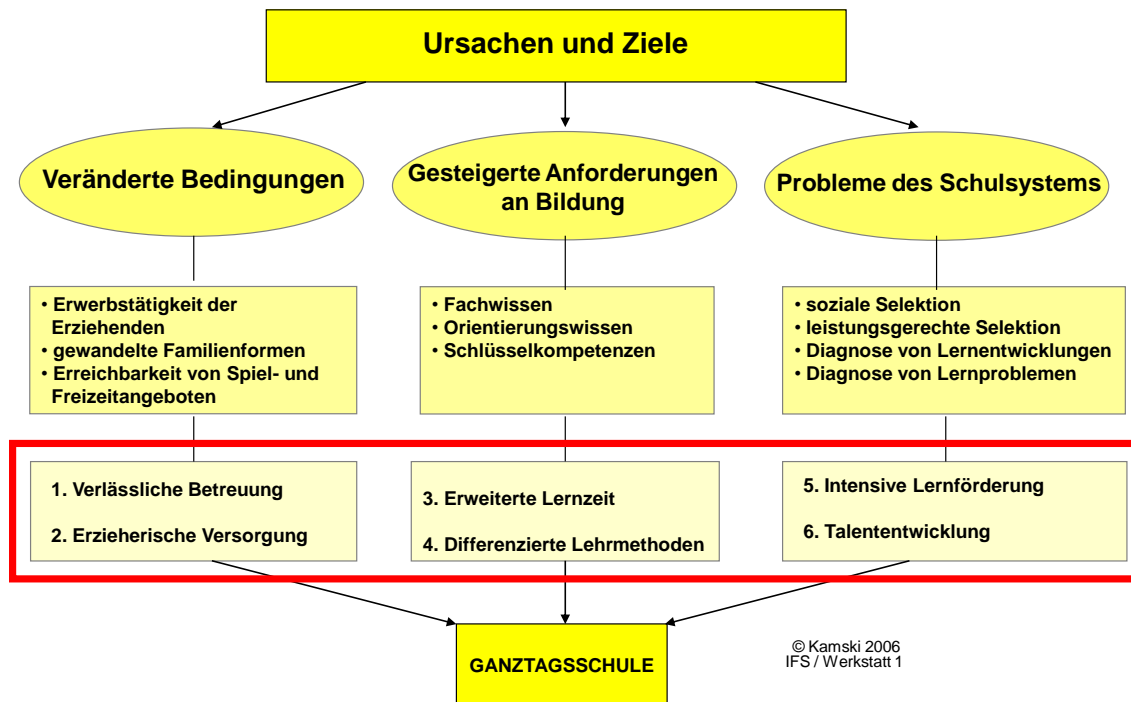 Ursachen und Ziele
Veränderte Bedingungen
Gesteigerte Anforderungen
an Bildung
Probleme des Schulsystems
• Erwerbstätigkeit der
Erziehenden
• gewandelte Familienformen
• Erreichbarkeit von Spiel- und
Freizeitangeboten
• Fachwissen
• Orientierungswissen
• Schlüsselkompetenzen
• soziale Selektion
• leistungsgerechte Selektion
• Diagnose von Lernentwicklungen
• Diagnose von Lernproblemen
1. Verlässliche Betreuung
2. Erzieherische Versorgung
3. Erweiterte Lernzeit
4. Differenzierte Lehrmethoden
5. Intensive Lernförderung
6. Talententwicklung
GANZTAGSSCHULE
© Kamski 2006
IFS / Werkstatt 1